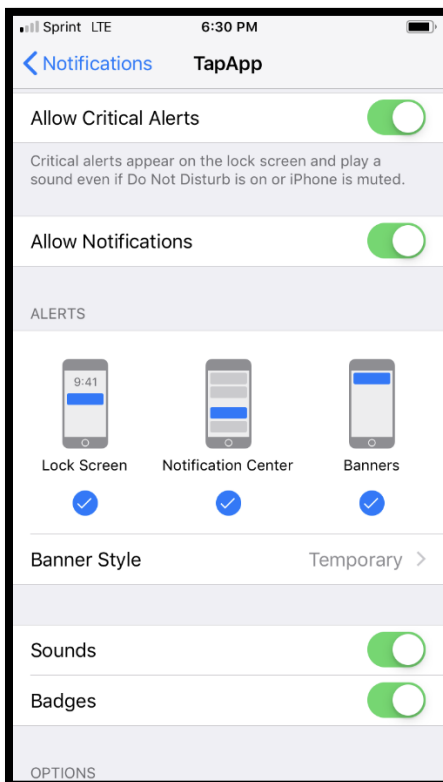 Sprint LTE 6:30 PM
Notifications TapApp
Allow Critical Alerts
Critical alerts appear on the lock screen and play a
sound even if Do Not Disturb is on or iPhone is muted.
Allow Notifications
ALERTS
9:41
Lock Screen Notification Center Banners
Banner Style Temporary
Sounds
Badges
OPTIONS